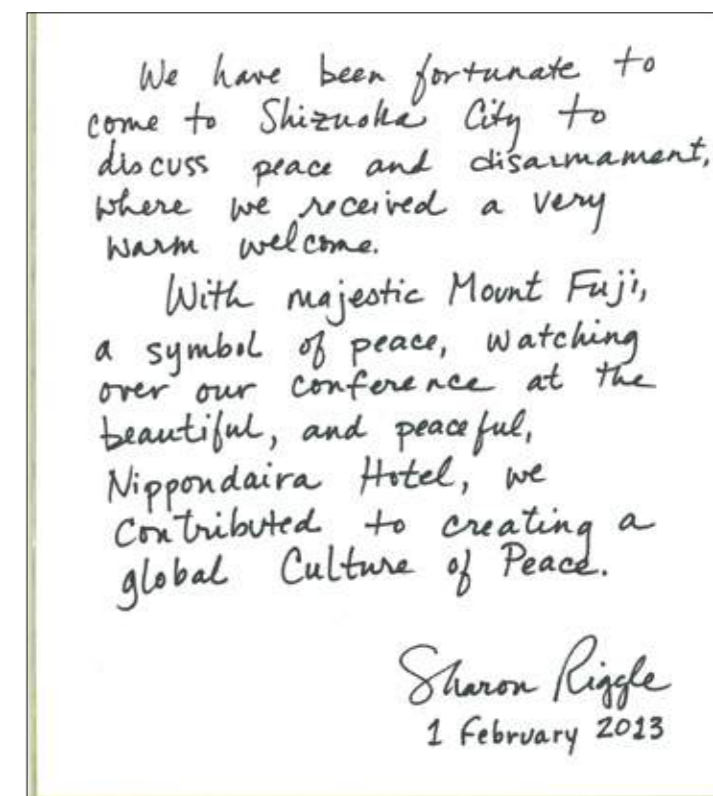 We have been fortunate to
come to Shizuoka City to
discuss peace and disarmament,
where we received a very
warm welcome.
With majestic Mount Fuji,
a symbol of peace, watching
over our conference at the
beautiful, and peaceful,
Nippondaira Hotel, we
contributed to creating a
global Culture of Peace.
Sharon Riggle
1 February 2013